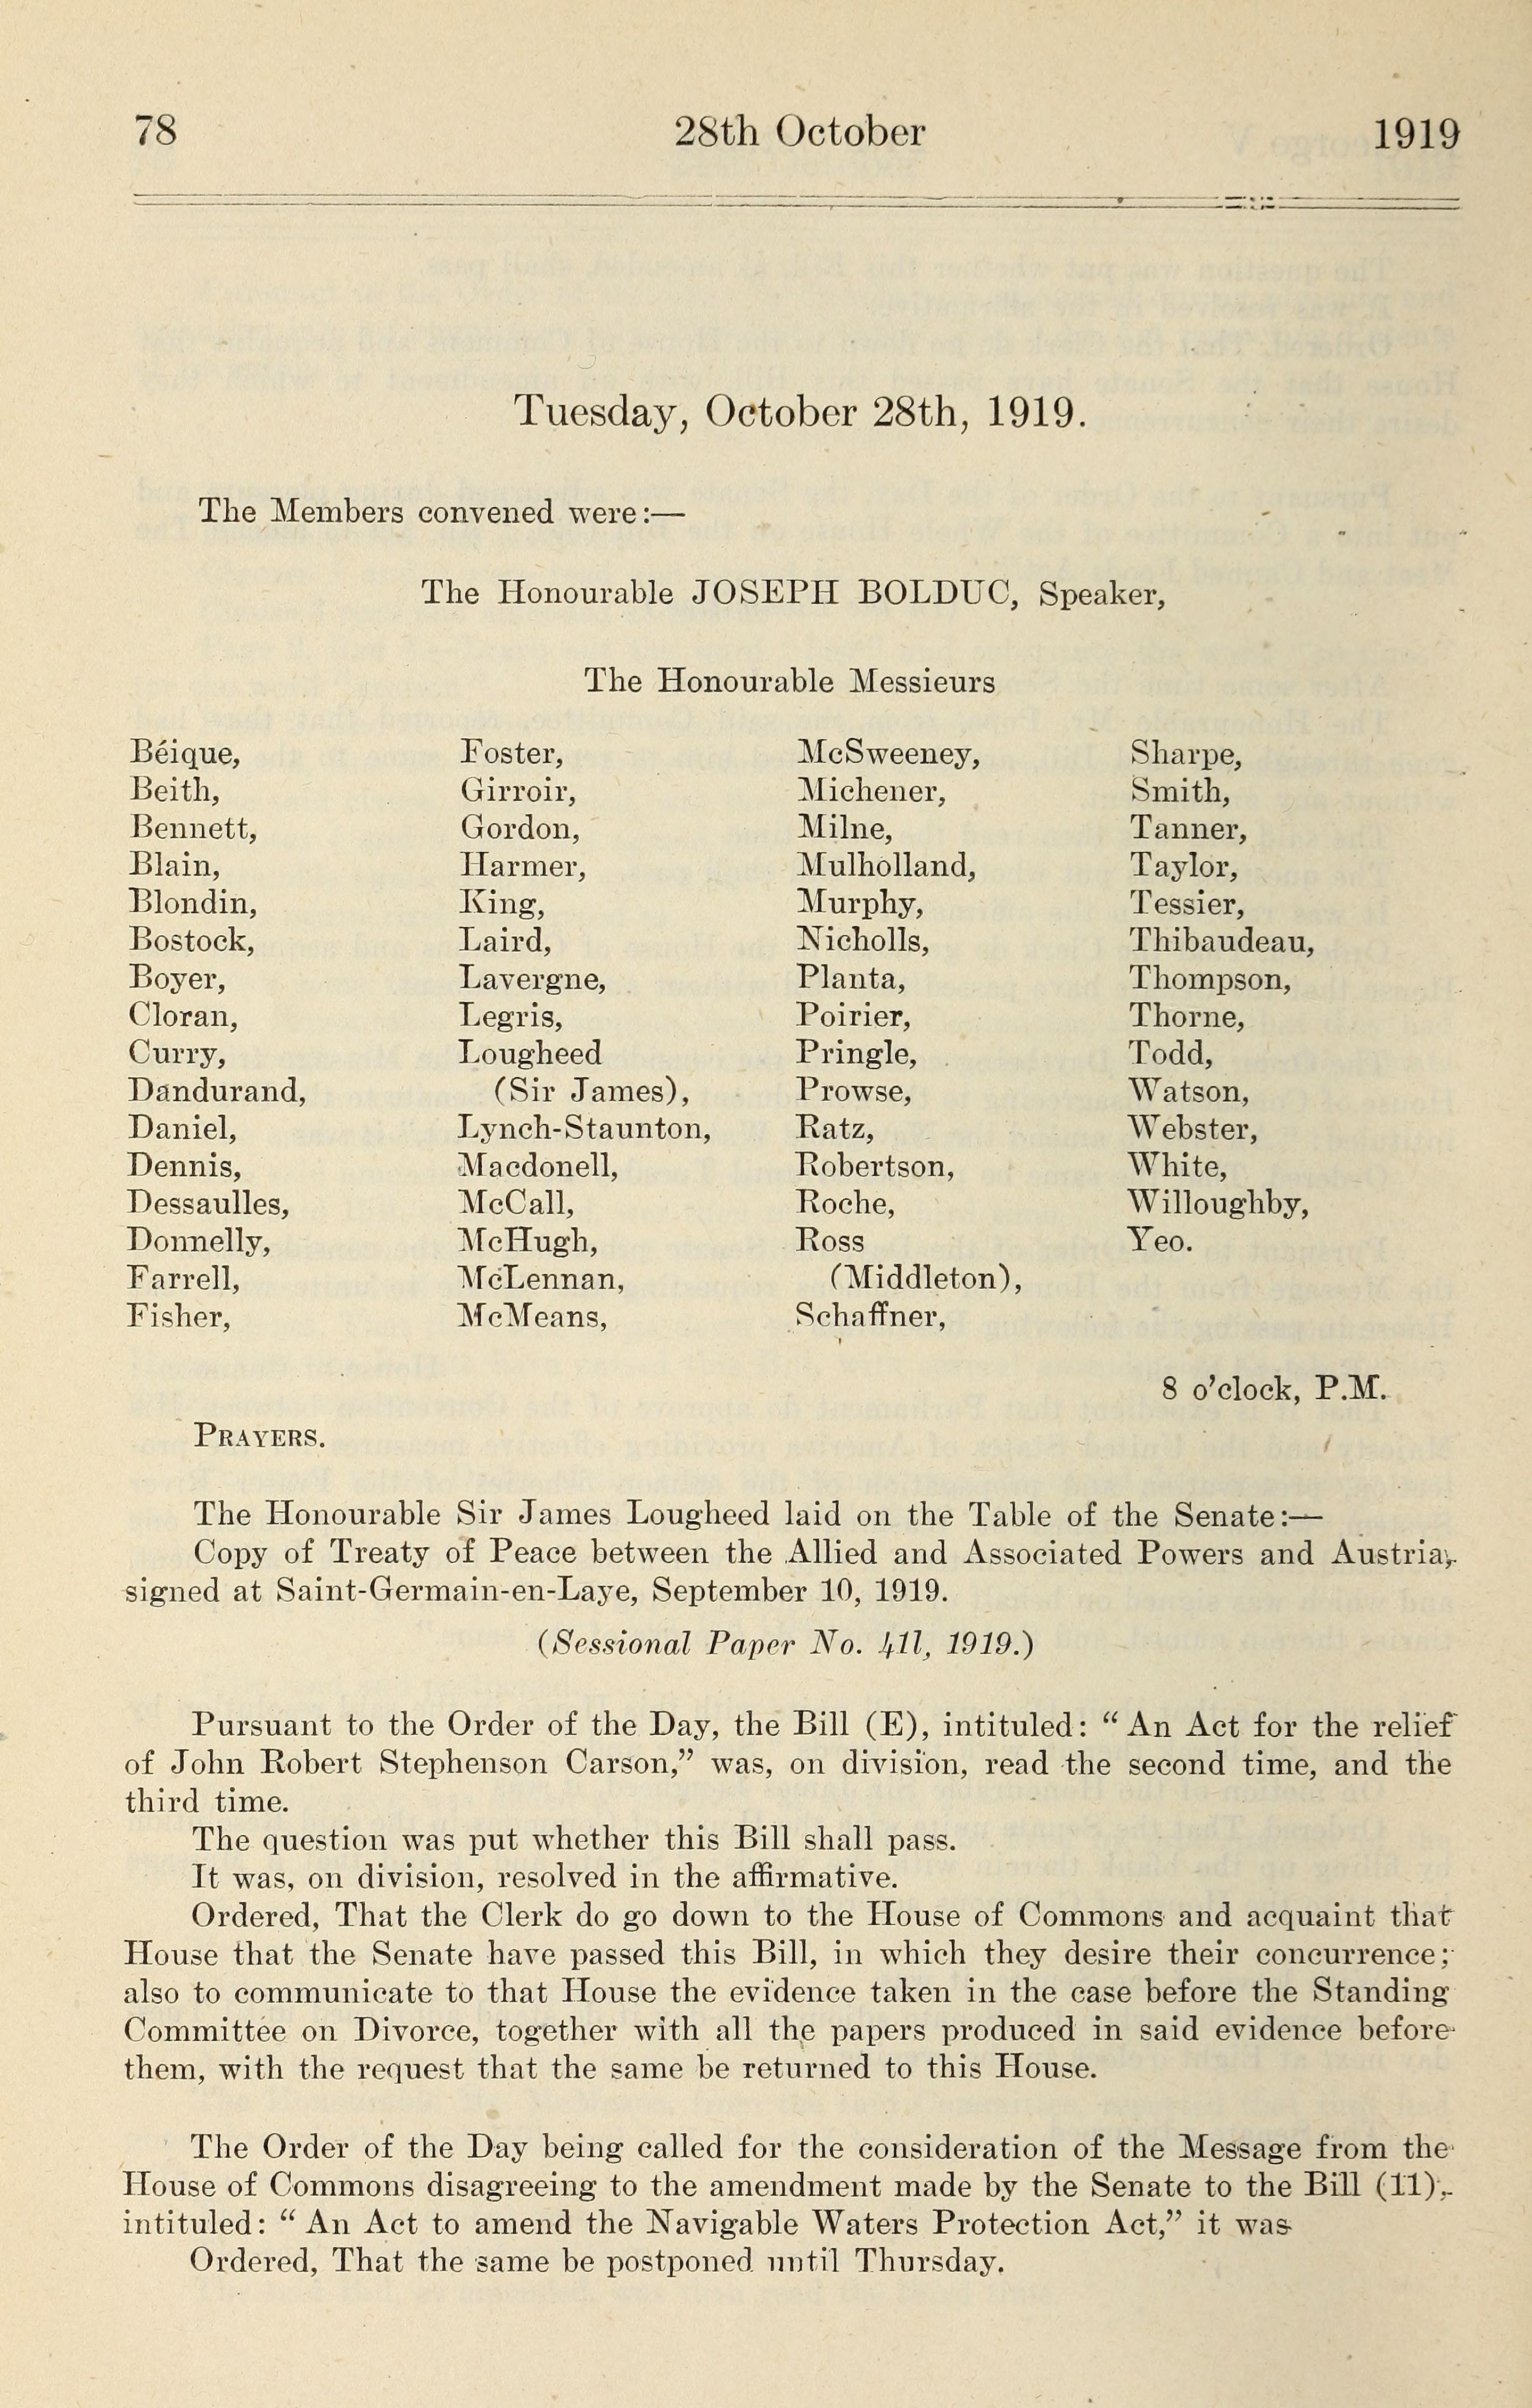 78 28th October 1919
Tuesday, October 28th, 1919.
The Members convened were:—
The Honourable JOSEPH BOLDUC, Speaker,
The Honourable Messieurs
Béique,
Beith,
Bennett,
Blain,
Blondin,
Bostock,
Boyer,
Cloran,
Curry,
Dandurand,
Daniel,
Dennis,
Dessaulles,
Donnelly,
Farrell,
Fisher,
Foster,
Girroir,
Gordon,
Harmer,
King,
Laird,
Lavergne,
Legris,
Lougheed
(Sir James),
Lynch-Staunton,
Macdonell,
McCall,
McHugh,
McLennan,
McMeans,
McSweeney,
Michener,
Milne,
Mulholland,
Murphy,
Nicholls,
Planta,
Poirier,
Pringle,
Prowse,
Ratz,
Robertson,
Roche,
Ross
(Middleton),
Schaffner,
Sharpe,
Smith,
Tanner,
Taylor,
Tessier,
Thibaudeau,
Thompson,
Thorne,
Todd,
Watson,
Webster,
White,
Willoughby,
Yeo.
8 o'clock, P.M.
PRAYERS.
The Honourable Sir James Lougheed laid on the Table of the Senate:—
Copy of Treaty of Peace between the Allied and Associated Powers and Austria,
signed at Saint-Germain-en-Laye, September 10, 1919.
(Sessional Paper No. 41l, 1919.)
Pursuant to the Order of the Day, the Bill (E), intituled: “ An Act for the relief
of John Robert Stephenson Carson,” was, on division, read the second time, and the
third time.
The question was put whether this Bill shall pass.
It was, on division, resolved in the affirmative.
Ordered, That the Clerk do go down to the House of Commons and acquaint that
House that the Senate have passed this Bill, in which they desire their concurrence;
also to communicate to that House the evidence taken in the case before the Standing
Committee on Divorce, together with all the papers produced in said evidence before
them, with the request that the same be returned to this House.
The Order of the Day being called for the consideration of the Message from the
House of Commons disagreeing to the amendment made by the Senate to the Bill (11),
intituled: “ An Act to amend the Navigable Waters Protection Act,” it was
Ordered, That the same be postponed until Thursday.